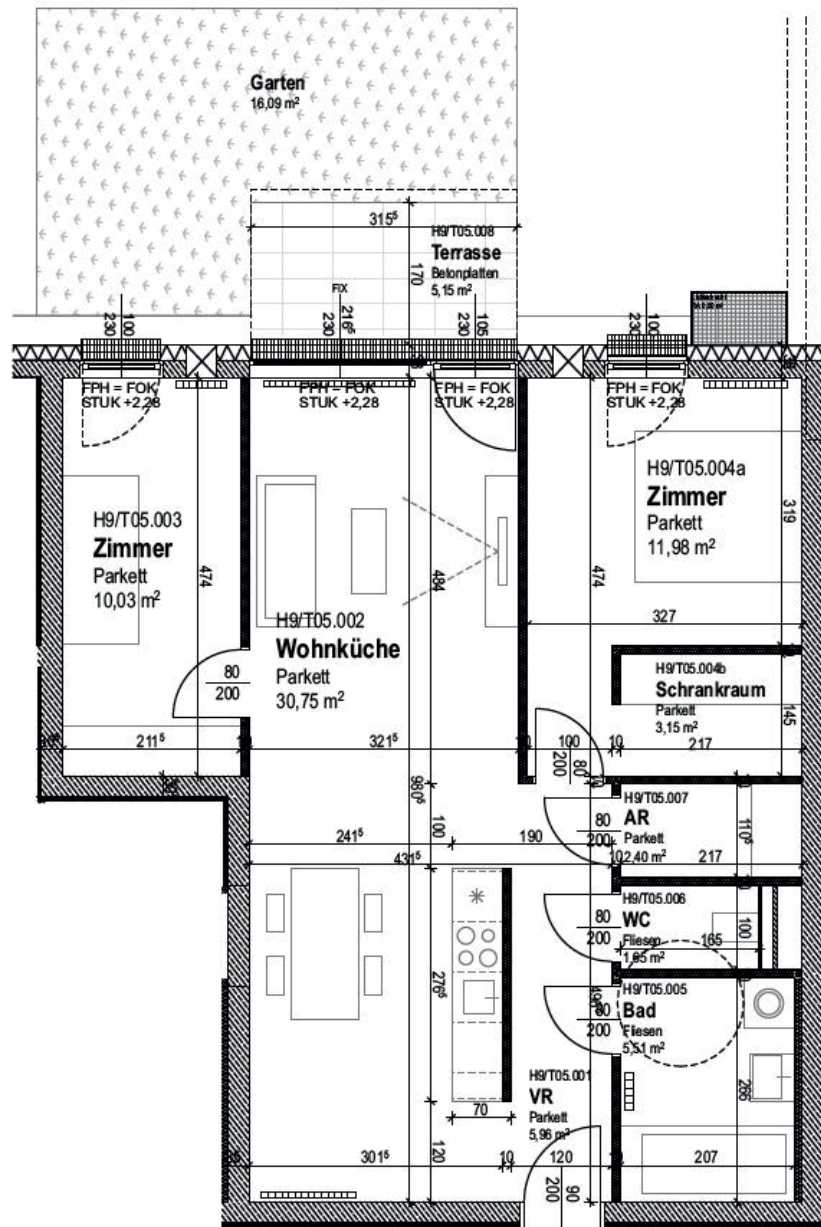 Garten
16,09 m²
315⁵
H9/T05.008
Terrasse
Betonplatten
5,15 m²
170
FIX
100
230
216⁵
230
105
230
100
230
FPH = FOK
STUK +2,28
FPH = FOK
STUK +2,28
FPH = FOK
STUK +2,28
FPH = FOK
STUK +2,28
H9/T05.003
Zimmer
Parkett
10,03 m²
474
H9/T05.002
Wohnküche
Parkett
30,75 m²
484
474
H9/T05.004a
Zimmer
Parkett
11,98 m²
319
327
80
200
H9/T05.004b
Schrankraum
Parkett
3,15 m²
145
211⁵
10
321⁵
10
100
10
217
80
200
980⁵
H9/T05.007
AR
Parkett
2,40 m²
80
200
110⁵
10
217
100
241⁵
190
431⁵
H9/T05.006
WC
Fliesen
1,65 m²
80
200
100
165
276⁵
496⁵
H9/T05.005
Bad
Fliesen
5,51 m²
80
200
266
70
H9/T05.001
VR
Parkett
5,96 m²
120
301⁵
10
120
10
207
90
200